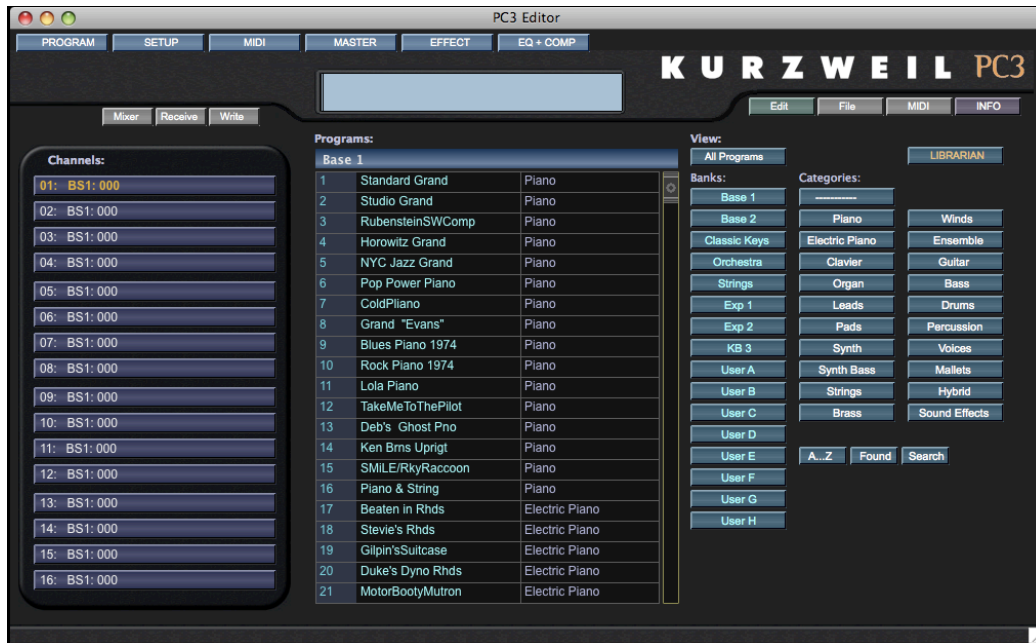 PC3 Editor
PROGRAM SETUP MIDI MASTER EFFECT EQ + COMP
KURZWEIL PC3
Edit File MIDI INFO
Mixer Receive Write
Channels:
01: BS1: 000
02: BS1: 000
03: BS1: 000
04: BS1: 000
05: BS1: 000
06: BS1: 000
07: BS1: 000
08: BS1: 000
09: BS1: 000
10: BS1: 000
11: BS1: 000
12: BS1: 000
13: BS1: 000
14: BS1: 000
15: BS1: 000
16: BS1: 000
Programs:
Base 1
1 Standard Grand Piano
2 Studio Grand Piano
3 RubensteinSWComp Piano
4 Horowitz Grand Piano
5 NYC Jazz Grand Piano
6 Pop Power Piano Piano
7 ColdPliano Piano
8 Grand "Evans" Piano
9 Blues Piano 1974 Piano
10 Rock Piano 1974 Piano
11 Lola Piano Piano
12 TakeMeToThePilot Piano
13 Deb's Ghost Pno Piano
14 Ken Brns Uprigt Piano
15 SMiLE/RkyRaccoon Piano
16 Piano & String Piano
17 Beaten in Rhds Electric Piano
18 Stevie's Rhds Electric Piano
19 Gilpin'sSuitcase Electric Piano
20 Duke's Dyno Rhds Electric Piano
21 MotorBootyMutron Electric Piano
View:
All Programs LIBRARIAN
Banks: Categories:
Base 1 -----------
Base 2 Piano Winds
Classic Keys Electric Piano Ensemble
Orchestra Clavier Guitar
Strings Organ Bass
Exp 1 Leads Drums
Exp 2 Pads Percussion
KB 3 Synth Voices
User A Synth Bass Mallets
User B Strings Hybrid
User C Brass Sound Effects
User D
User E A...Z Found Search
User F
User G
User H